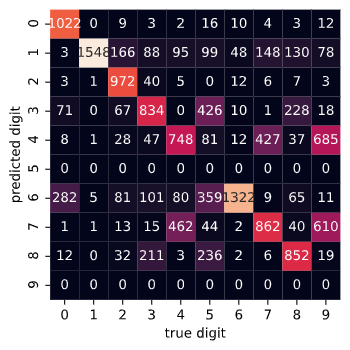 0 1022 0 9 3 2 16 10 4 3 12
1 3 1548 166 88 95 99 48 148 130 78
2 3 1 972 40 5 0 12 6 7 3
3 71 0 67 834 0 426 10 1 228 18
4 8 1 28 47 748 81 12 427 37 685
5 0 0 0 0 0 0 0 0 0 0
6 282 5 81 101 80 359 1322 9 65 11
7 1 1 13 15 462 44 2 862 40 610
8 12 0 32 211 3 236 2 6 852 19
9 0 0 0 0 0 0 0 0 0 0
0 1 2 3 4 5 6 7 8 9
true digit
predicted digit